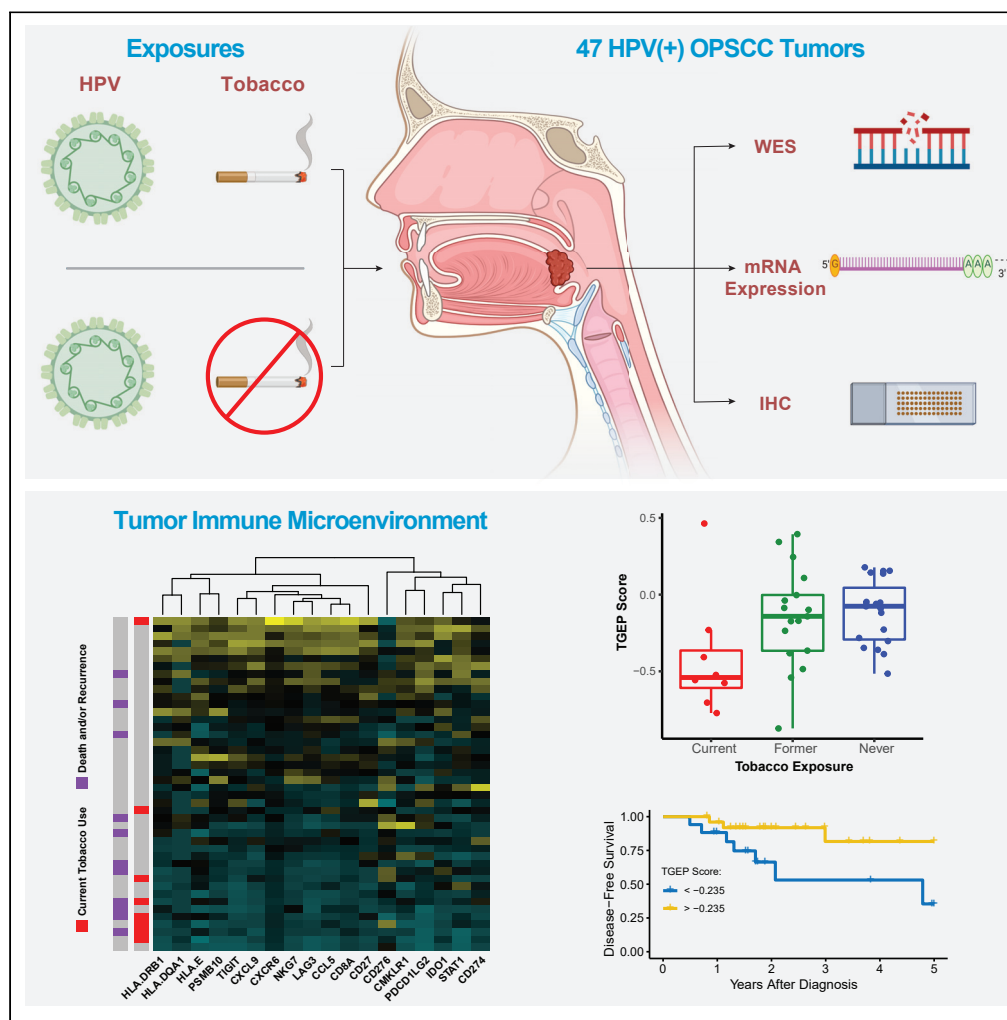 Exposures
HPV
Tobacco
47 HPV(+) OPSCC Tumors
WES
5' G
A A A
3'
mRNA
Expression
IHC
Tumor Immune Microenvironment
Death and/or Recurrence
Current Tobacco Use
HLA.DRB1
HLA.DQA1
HLA.E
PSMB10
TIGIT
CXCL9
CXCR6
NKG7
LAG3
CCL5
CD8A
CD27
CD276
CMKLR1
PDCD1LG2
IDO1
STAT1
CD274
TGEP Score
0.5
0.0
−0.5
Current Former Never
Tobacco Exposure
Disease−Free Survival
1.00
0.75
0.50
0.25
0.00
TGEP Score:
< −0.235
> −0.235
0 1 2 3 4 5
Years After Diagnosis